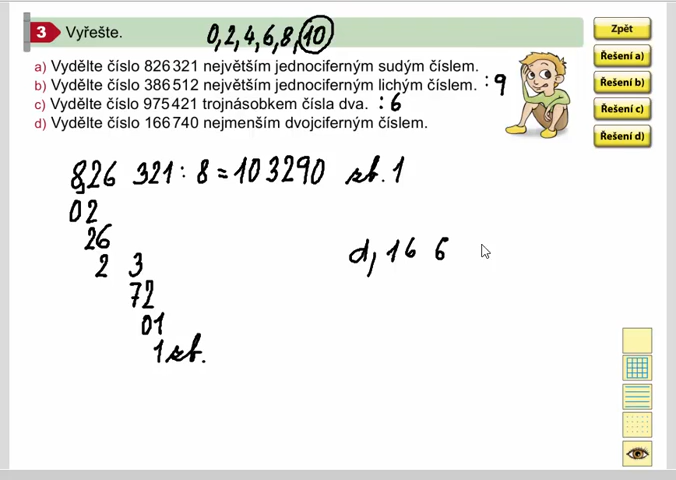 3 Vyřešte. 0, 2, 4, 6, 8, 10
a) Vydělte číslo 826 321 největším jednociferným sudým číslem.
b) Vydělte číslo 386 512 největším jednociferným lichým číslem. : 9
c) Vydělte číslo 975 421 trojnásobkem čísla dva. : 6
d) Vydělte číslo 166 740 nejmenším dvojciferným číslem.
Zpět
Řešení a)
Řešení b)
Řešení c)
Řešení d)
826 321 : 8 = 103290 zb. 1
02
26
2 3
72
01
1 zb.
d, 16 6